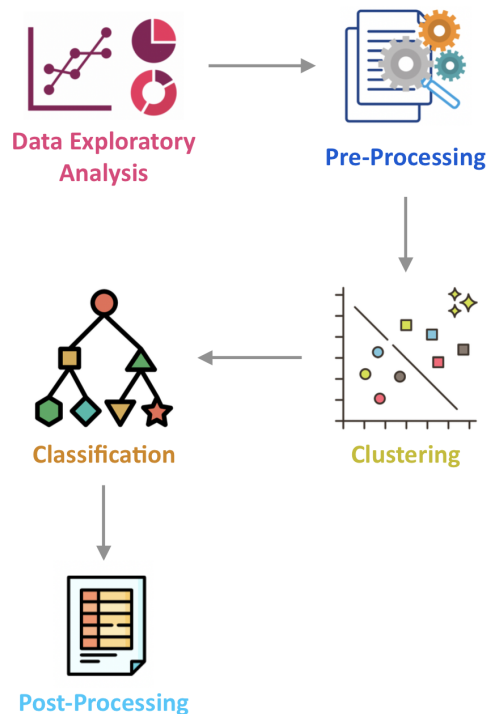 Data Exploratory
Analysis
Pre-Processing
Clustering
Classification
Post-Processing